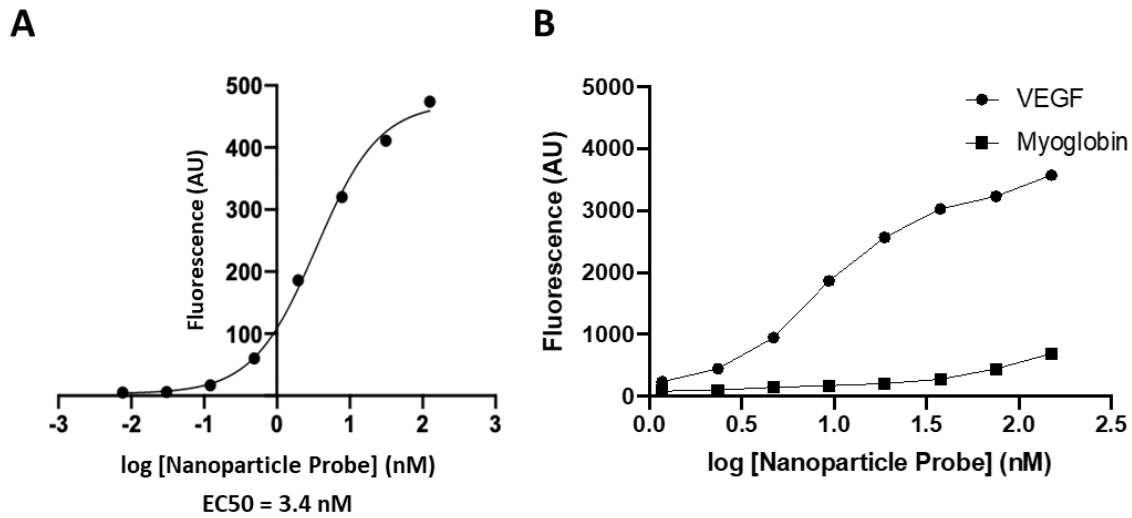 A
Fluorescence (AU)
500
400
300
200
100
-3 -2 -1 0 1 2 3
log [Nanoparticle Probe] (nM)
EC50 = 3.4 nM
B
Fluorescence (AU)
5000
4000
3000
2000
1000
0
0.0 0.5 1.0 1.5 2.0 2.5
log [Nanoparticle Probe] (nM)
VEGF
Myoglobin